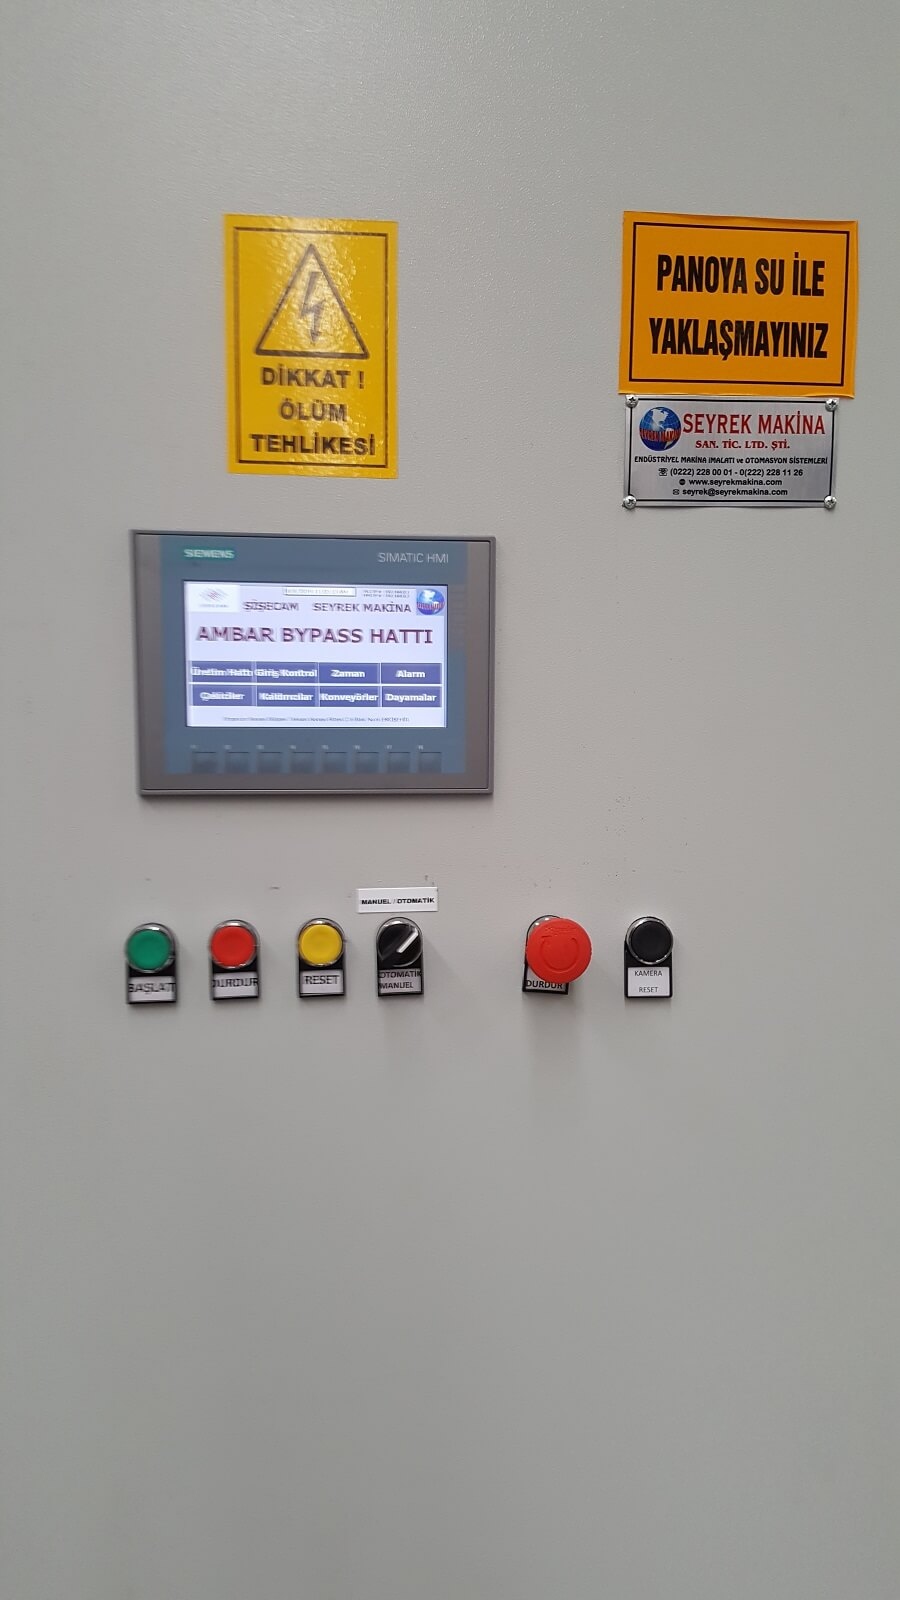 DİKKAT !
ÖLÜM
TEHLİKESİ
PANOYA SU İLE
YAKLAŞMAYINIZ
SEYREK MAKİNA
SAN. TİC. LTD. ŞTİ.
ENDÜSTRİYEL MAKİNA İMALATI ve OTOMASYON SİSTEMLERİ
(0222) 228 00 01 - 0(222) 228 11 26
www.seyrekmakina.com
seyrek@seyrekmakina.com
SIEMENS
SIMATIC HMI
ŞİŞECAM SEYREK MAKİNA
AMBAR BYPASS HATTI
Üretim Hattı Giriş Kontrol Zaman Alarm
Çekiciler Kaldırıcılar Konveyörler Dayamalar
MANUEL / OTOMATİK
BAŞLAT
DURDUR
RESET
OTOMATİK
MANUEL
DURDUR
KAMERA
RESET